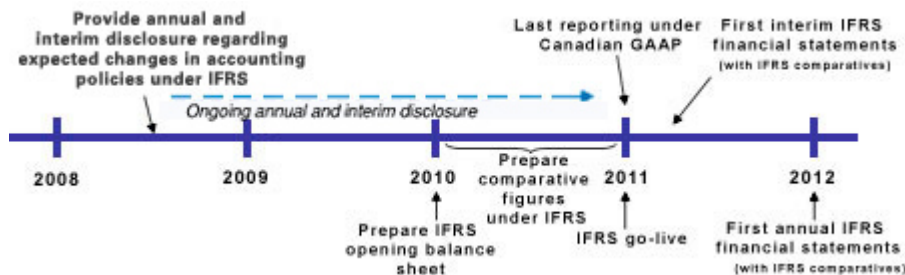 Provide annual and
interim disclosure regarding
expected changes in accounting
policies under IFRS
Last reporting under
Canadian GAAP
First interim IFRS
financial statements
(with IFRS comparatives)
Ongoing annual and interim disclosure
2008
2009
2010
2011
2012
Prepare
comparative
figures
under IFRS
Prepare IFRS
opening balance
sheet
IFRS go-live
First annual IFRS
financial statements
(with IFRS comparatives)